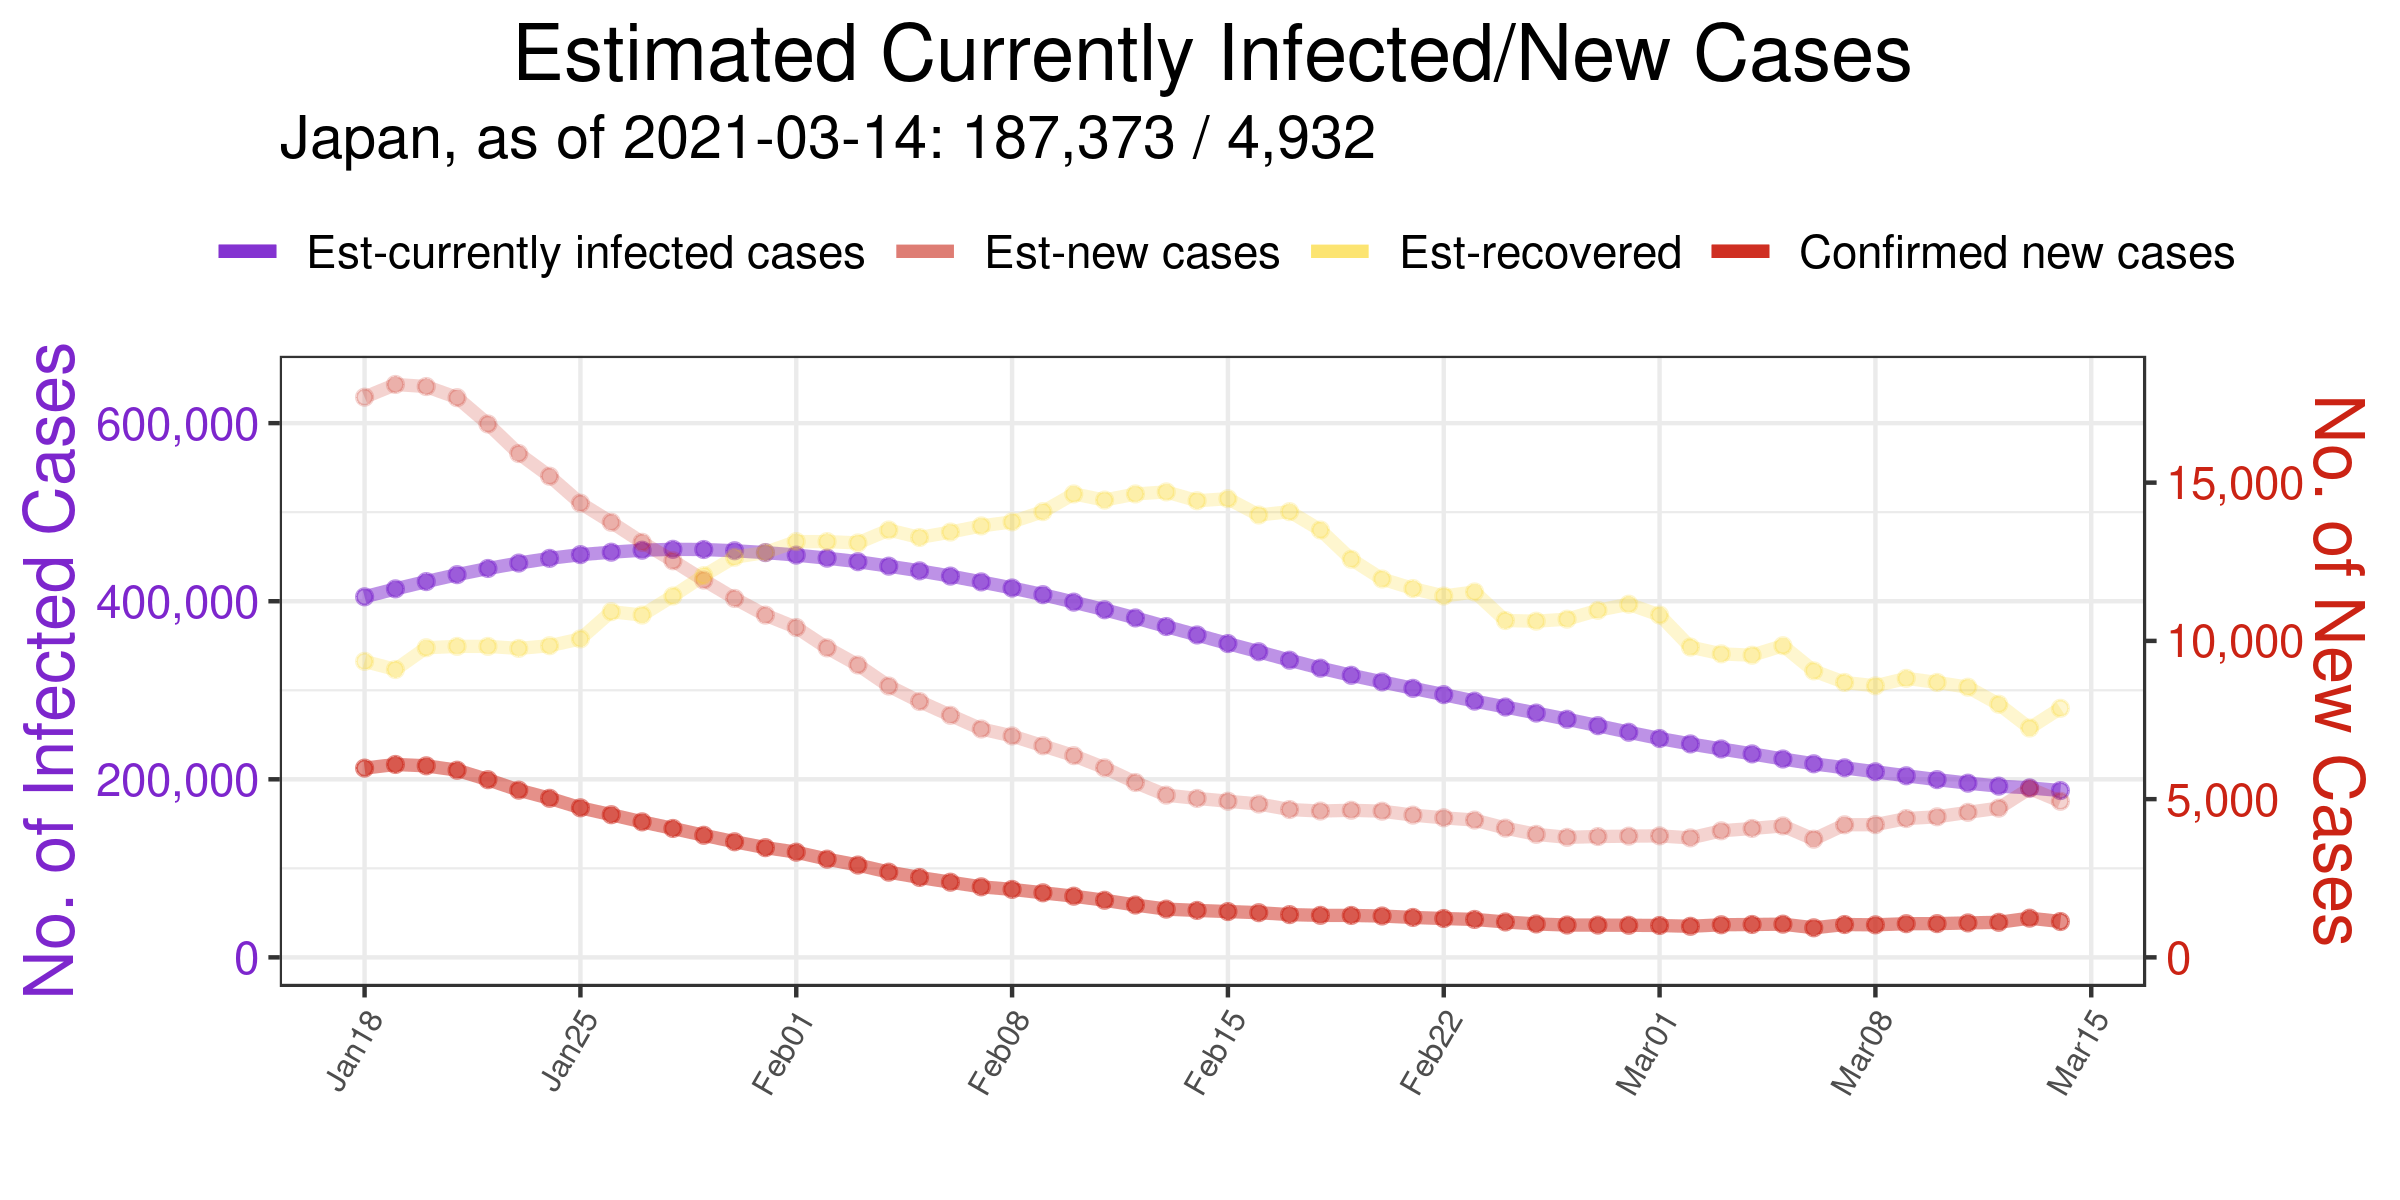 Estimated Currently Infected/New Cases
Japan, as of 2021-03-14: 187,373 / 4,932
Est-currently infected cases Est-new cases Est-recovered Confirmed new cases
No. of Infected Cases
600,000
400,000
200,000
0
15,000
10,000
5,000
0
No. of New Cases
Jan18 Jan25 Feb01 Feb08 Feb15 Feb22 Mar01 Mar08 Mar15